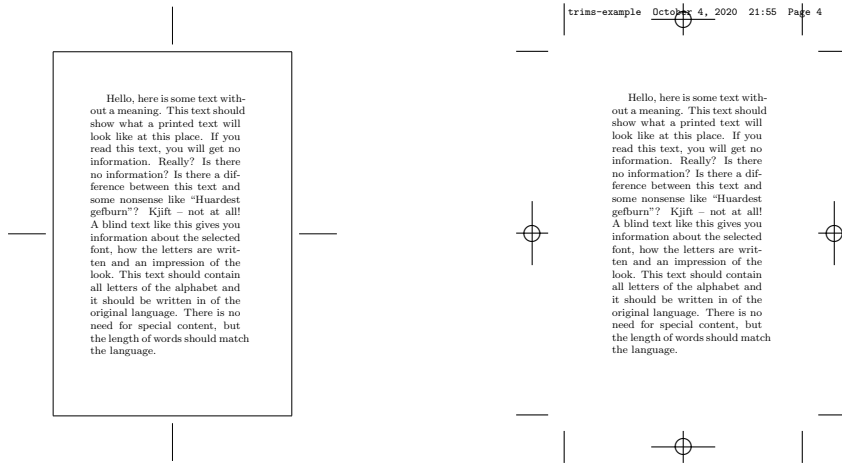 Hello, here is some text with-
out a meaning. This text should
show what a printed text will
look like at this place. If you
read this text, you will get no
information. Really? Is there
no information? Is there a dif-
ference between this text and
some nonsense like “Huardest
gefburn”? Kjift – not at all!
A blind text like this gives you
information about the selected
font, how the letters are writ-
ten and an impression of the
look. This text should contain
all letters of the alphabet and
it should be written in of the
original language. There is no
need for special content, but
the length of words should match
the language.
trims-example October 4, 2020 21:55 Page 4
Hello, here is some text with-
out a meaning. This text should
show what a printed text will
look like at this place. If you
read this text, you will get no
information. Really? Is there
no information? Is there a dif-
ference between this text and
some nonsense like “Huardest
gefburn”? Kjift – not at all!
A blind text like this gives you
information about the selected
font, how the letters are writ-
ten and an impression of the
look. This text should contain
all letters of the alphabet and
it should be written in of the
original language. There is no
need for special content, but
the length of words should match
the language.